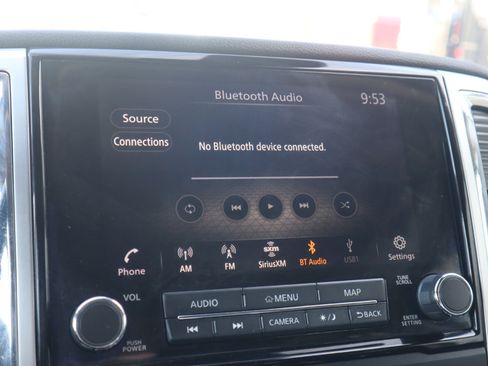 Bluetooth Audio
9:53
Source
Connections
No Bluetooth device connected.
Phone
AM
FM
sxm
SiriusXM
BT Audio
USB1
Settings
VOL
TUNE
SCROLL
AUDIO
MENU
MAP
CAMERA
BACK
PUSH
POWER
ENTER
SETTING